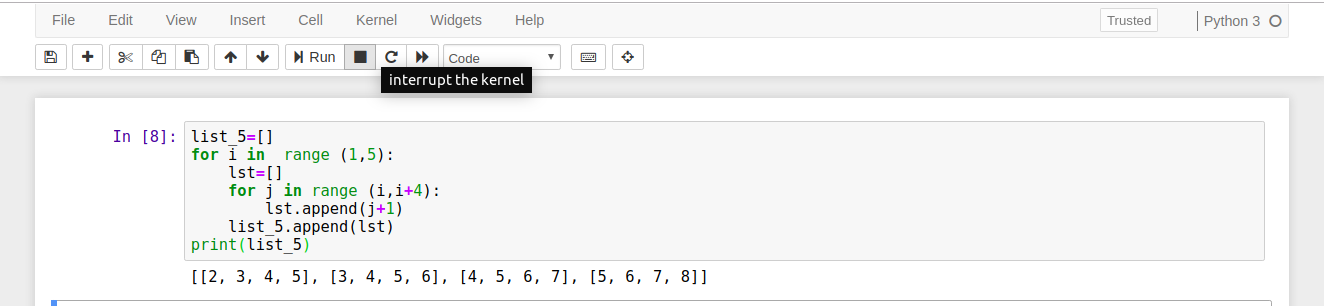 File Edit View Insert Cell Kernel Widgets Help Trusted Python 3
Run Code
interrupt the kernel
In [8]: list_5=[]
for i in  range (1,5):
    lst=[]
    for j in range (i,i+4):
        lst.append(j+1)
    list_5.append(lst)
print(list_5)
[[2, 3, 4, 5], [3, 4, 5, 6], [4, 5, 6, 7], [5, 6, 7, 8]]